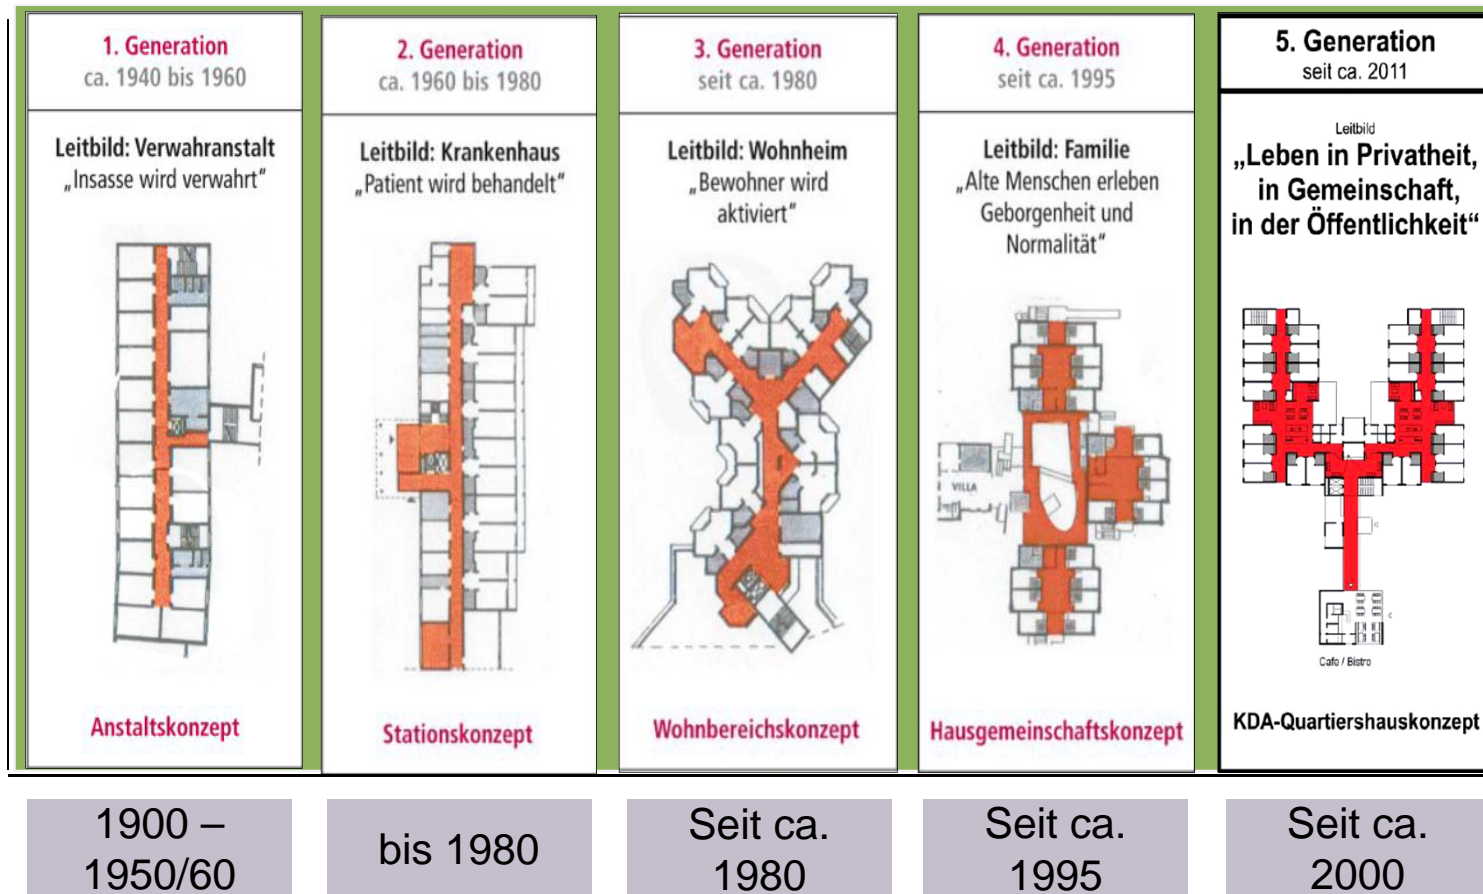 1. Generation
ca. 1940 bis 1960
Leitbild: Verwahranstalt
„Insasse wird verwahrt“
Anstaltskonzept
2. Generation
ca. 1960 bis 1980
Leitbild: Krankenhaus
„Patient wird behandelt“
Stationskonzept
3. Generation
seit ca. 1980
Leitbild: Wohnheim
„Bewohner wird
aktiviert“
Wohnbereichskonzept
4. Generation
seit ca. 1995
Leitbild: Familie
„Alte Menschen erleben
Geborgenheit und
Normalität“
VILLA
Hausgemeinschaftskonzept
5. Generation
seit ca. 2011
Leitbild
„Leben in Privatheit,
in Gemeinschaft,
in der Öffentlichkeit“
Cafe / Bistro
KDA-Quartiershauskonzept
1900 –
1950/60
bis 1980
Seit ca.
1980
Seit ca.
1995
Seit ca.
2000